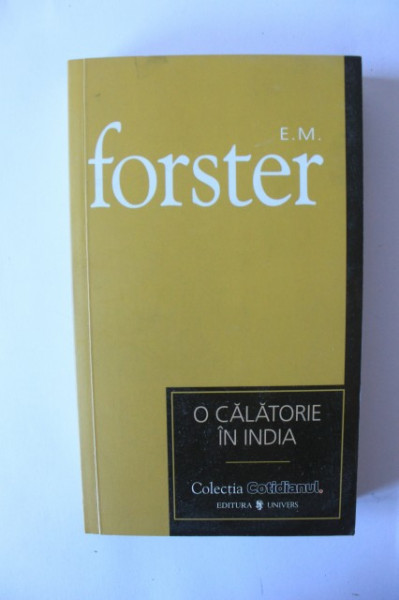 E.M.
forster
O CĂLĂTORIE
ÎN INDIA
Colecția Cotidianul.
EDITURA UNIVERS